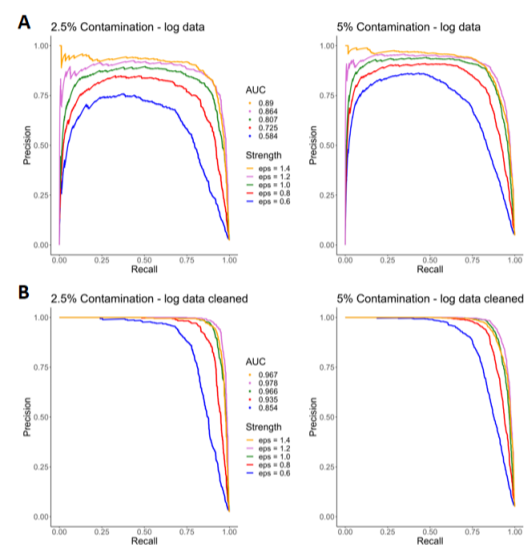 A
2.5% Contamination - log data
1.00
0.75
0.50
0.25
0.00
Precision
0.00 0.25 0.50 0.75 1.00
Recall
AUC
0.89
0.864
0.807
0.725
0.584
Strength
eps = 1.4
eps = 1.2
eps = 1.0
eps = 0.8
eps = 0.6
5% Contamination - log data
1.00
0.75
0.50
0.25
0.00
Precision
0.00 0.25 0.50 0.75 1.00
Recall
B
2.5% Contamination - log data cleaned
1.00
0.75
0.50
0.25
0.00
Precision
0.00 0.25 0.50 0.75 1.00
Recall
AUC
0.967
0.978
0.966
0.935
0.854
Strength
eps = 1.4
eps = 1.2
eps = 1.0
eps = 0.8
eps = 0.6
5% Contamination - log data cleaned
1.00
0.75
0.50
0.25
0.00
Precision
0.00 0.25 0.50 0.75 1.00
Recall